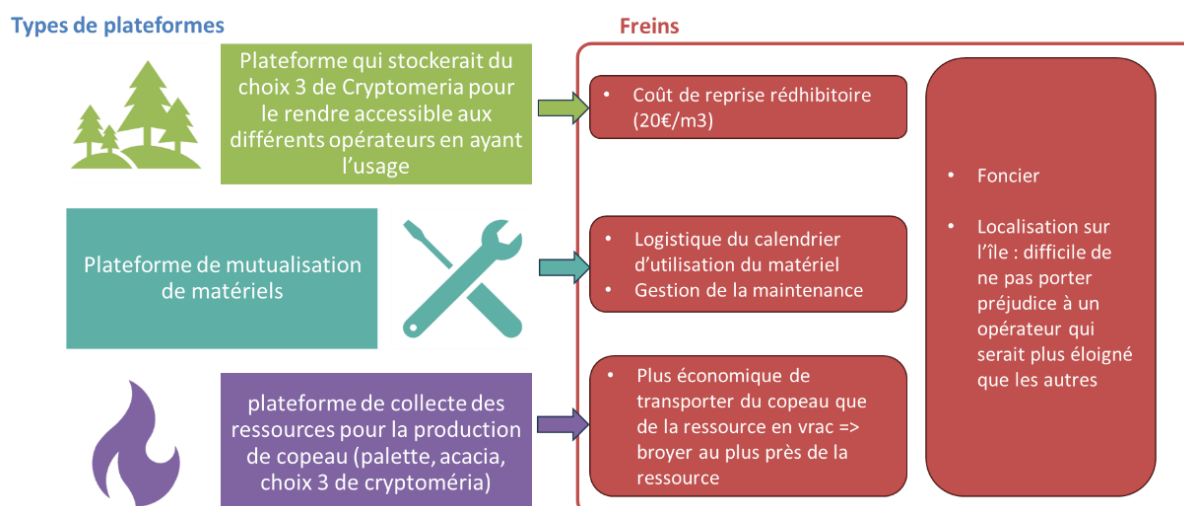 Types de plateformes
Freins
Plateforme qui stockerait du
choix 3 de Cryptomeria pour
le rendre accessible aux
différents opérateurs en ayant
l'usage
• Coût de reprise rédhibitoire
(20€/m3)
Plateforme de mutualisation
de matériels
• Logistique du calendrier
d'utilisation du matériel
• Gestion de la maintenance
plateforme de collecte des
ressources pour la production
de copeau (palette, acacia,
choix 3 de cryptoméria)
• Plus économique de
transporter du copeau que
de la ressource en vrac =>
broyer au plus près de la
ressource
• Foncier
• Localisation sur
l'île : difficile de
ne pas porter
préjudice à un
opérateur qui
serait plus éloigné
que les autres